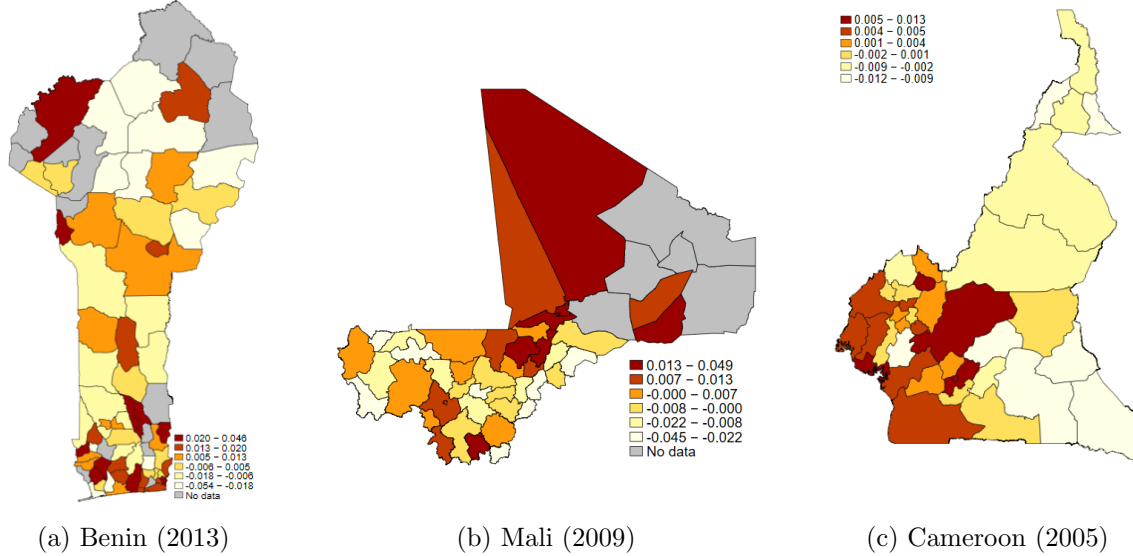 0.020 – 0.046
0.013 – 0.020
0.005 – 0.013
-0.006 – 0.005
-0.018 – -0.006
-0.054 – -0.018
No data
0.013 – 0.049
0.007 – 0.013
-0.000 – 0.007
-0.008 – -0.000
-0.022 – -0.008
-0.045 – -0.022
No data
0.005 – 0.013
0.004 – 0.005
0.001 – 0.004
-0.002 – 0.001
-0.009 – -0.002
-0.012 – -0.009
(a) Benin (2013)
(b) Mali (2009)
(c) Cameroon (2005)